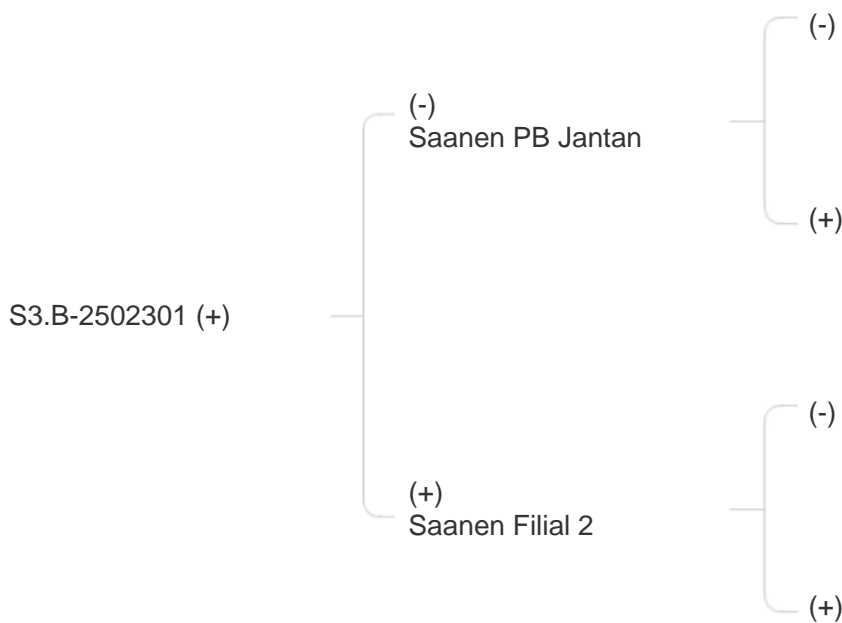 (-)
(-)
Saanen PB Jantan
(+)
S3.B-2502301 (+)
(-)
(+)
Saanen Filial 2
(+)